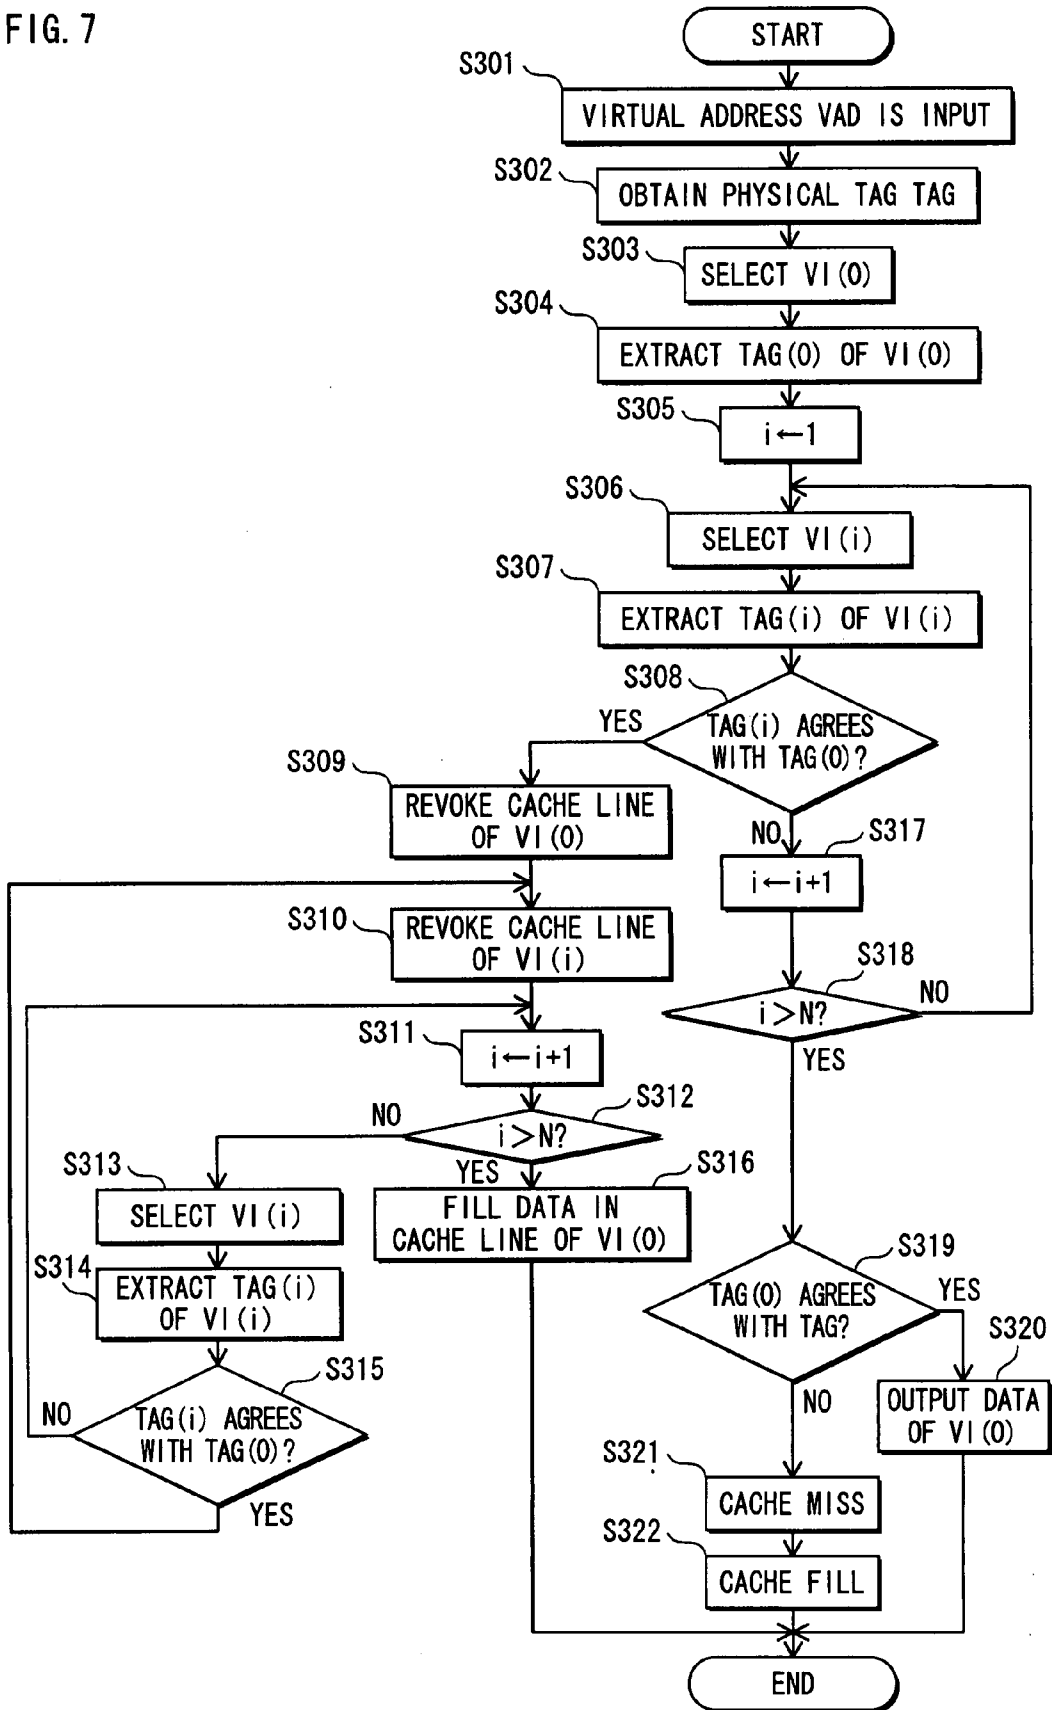 FIG. 7
START
S301
VIRTUAL ADDRESS VAD IS INPUT
S302
OBTAIN PHYSICAL TAG TAG
S303
SELECT VI(0)
S304
EXTRACT TAG(0) OF VI(0)
S305
i←1
S306
SELECT VI(i)
S307
EXTRACT TAG(i) OF VI(i)
S308
TAG(i) AGREES
WITH TAG(0)?
YES
NO
S309
REVOKE CACHE LINE
OF VI(0)
S310
REVOKE CACHE LINE
OF VI(i)
S311
i←i+1
S312
i>N?
NO
YES
S313
SELECT VI(i)
S314
EXTRACT TAG(i)
OF VI(i)
S315
TAG(i) AGREES
WITH TAG(0)?
NO
YES
S316
FILL DATA IN
CACHE LINE OF VI(0)
S317
i←i+1
S318
i>N?
NO
YES
S319
TAG(0) AGREES
WITH TAG?
YES
NO
S320
OUTPUT DATA
OF VI(0)
S321
CACHE MISS
S322
CACHE FILL
END